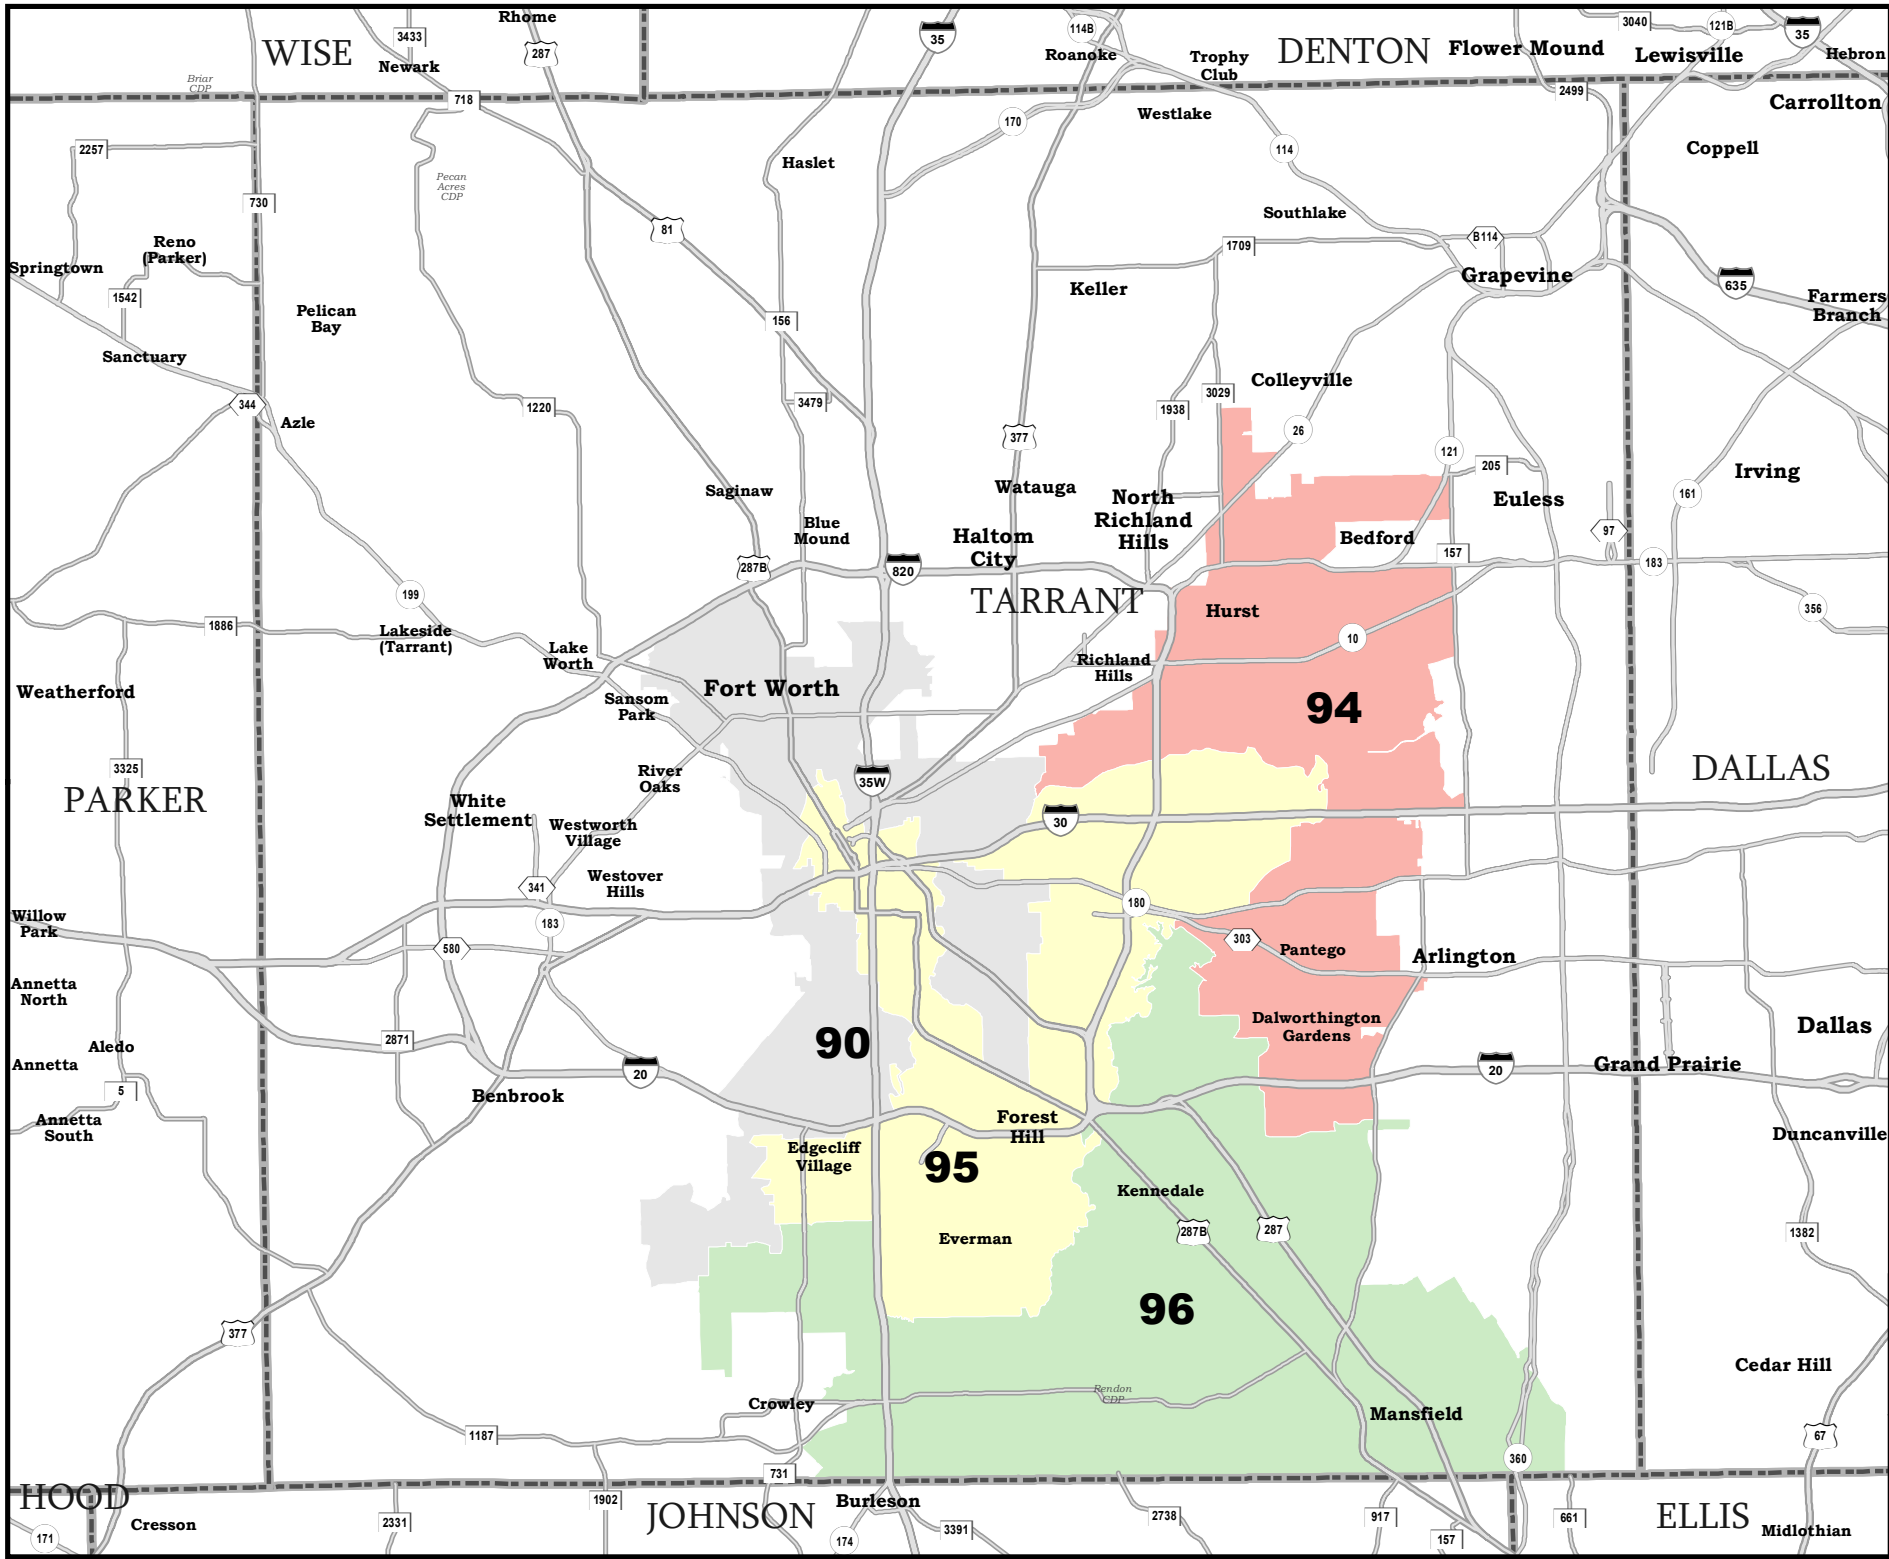 Rhome
WISE
3433
287
Newark
Briar
CDP
718
35
114B
Roanoke
Trophy
Club
DENTON
Flower Mound
3040
121B
35
Lewisville
Hebron
2499
Carrollton
Westlake
170
114
Coppell
2257
Haslet
Pecan
Acres
CDP
730
81
Southlake
1709
B114
Reno
(Parker)
Springtown
1542
Pelican
Bay
Keller
Grapevine
635
Farmers
Branch
156
Sanctuary
344
Azle
1220
3479
377
1938
3029
Colleyville
26
121
205
Euless
161
Irving
Saginaw
Blue
Mound
Watauga
North
Richland
Hills
Haltom
City
Bedford
157
97
183
287B
820
TARRANT
199
Hurst
356
1886
Lakeside
(Tarrant)
Lake
Worth
10
Richland
Hills
Weatherford
Fort Worth
Sansom
Park
94
3325
PARKER
River
Oaks
35W
DALLAS
White
Settlement
Westworth
Village
30
Westover
Hills
341
183
180
Willow
Park
580
303
Pantego
Arlington
Annetta
North
Dalworthington
Gardens
Dallas
2871
90
Aledo
Annetta
20
20
Grand Prairie
5
Benbrook
Annetta
South
Forest
Hill
Duncanville
Edgecliff
Village
95
Kennedale
287B
287
1382
Everman
96
377
Cedar Hill
Rendon
CDP
Crowley
Mansfield
1187
67
731
360
HOOD
1902
JOHNSON
Burleson
ELLIS
171
Cresson
2331
174
3391
2738
917
157
661
Midlothian